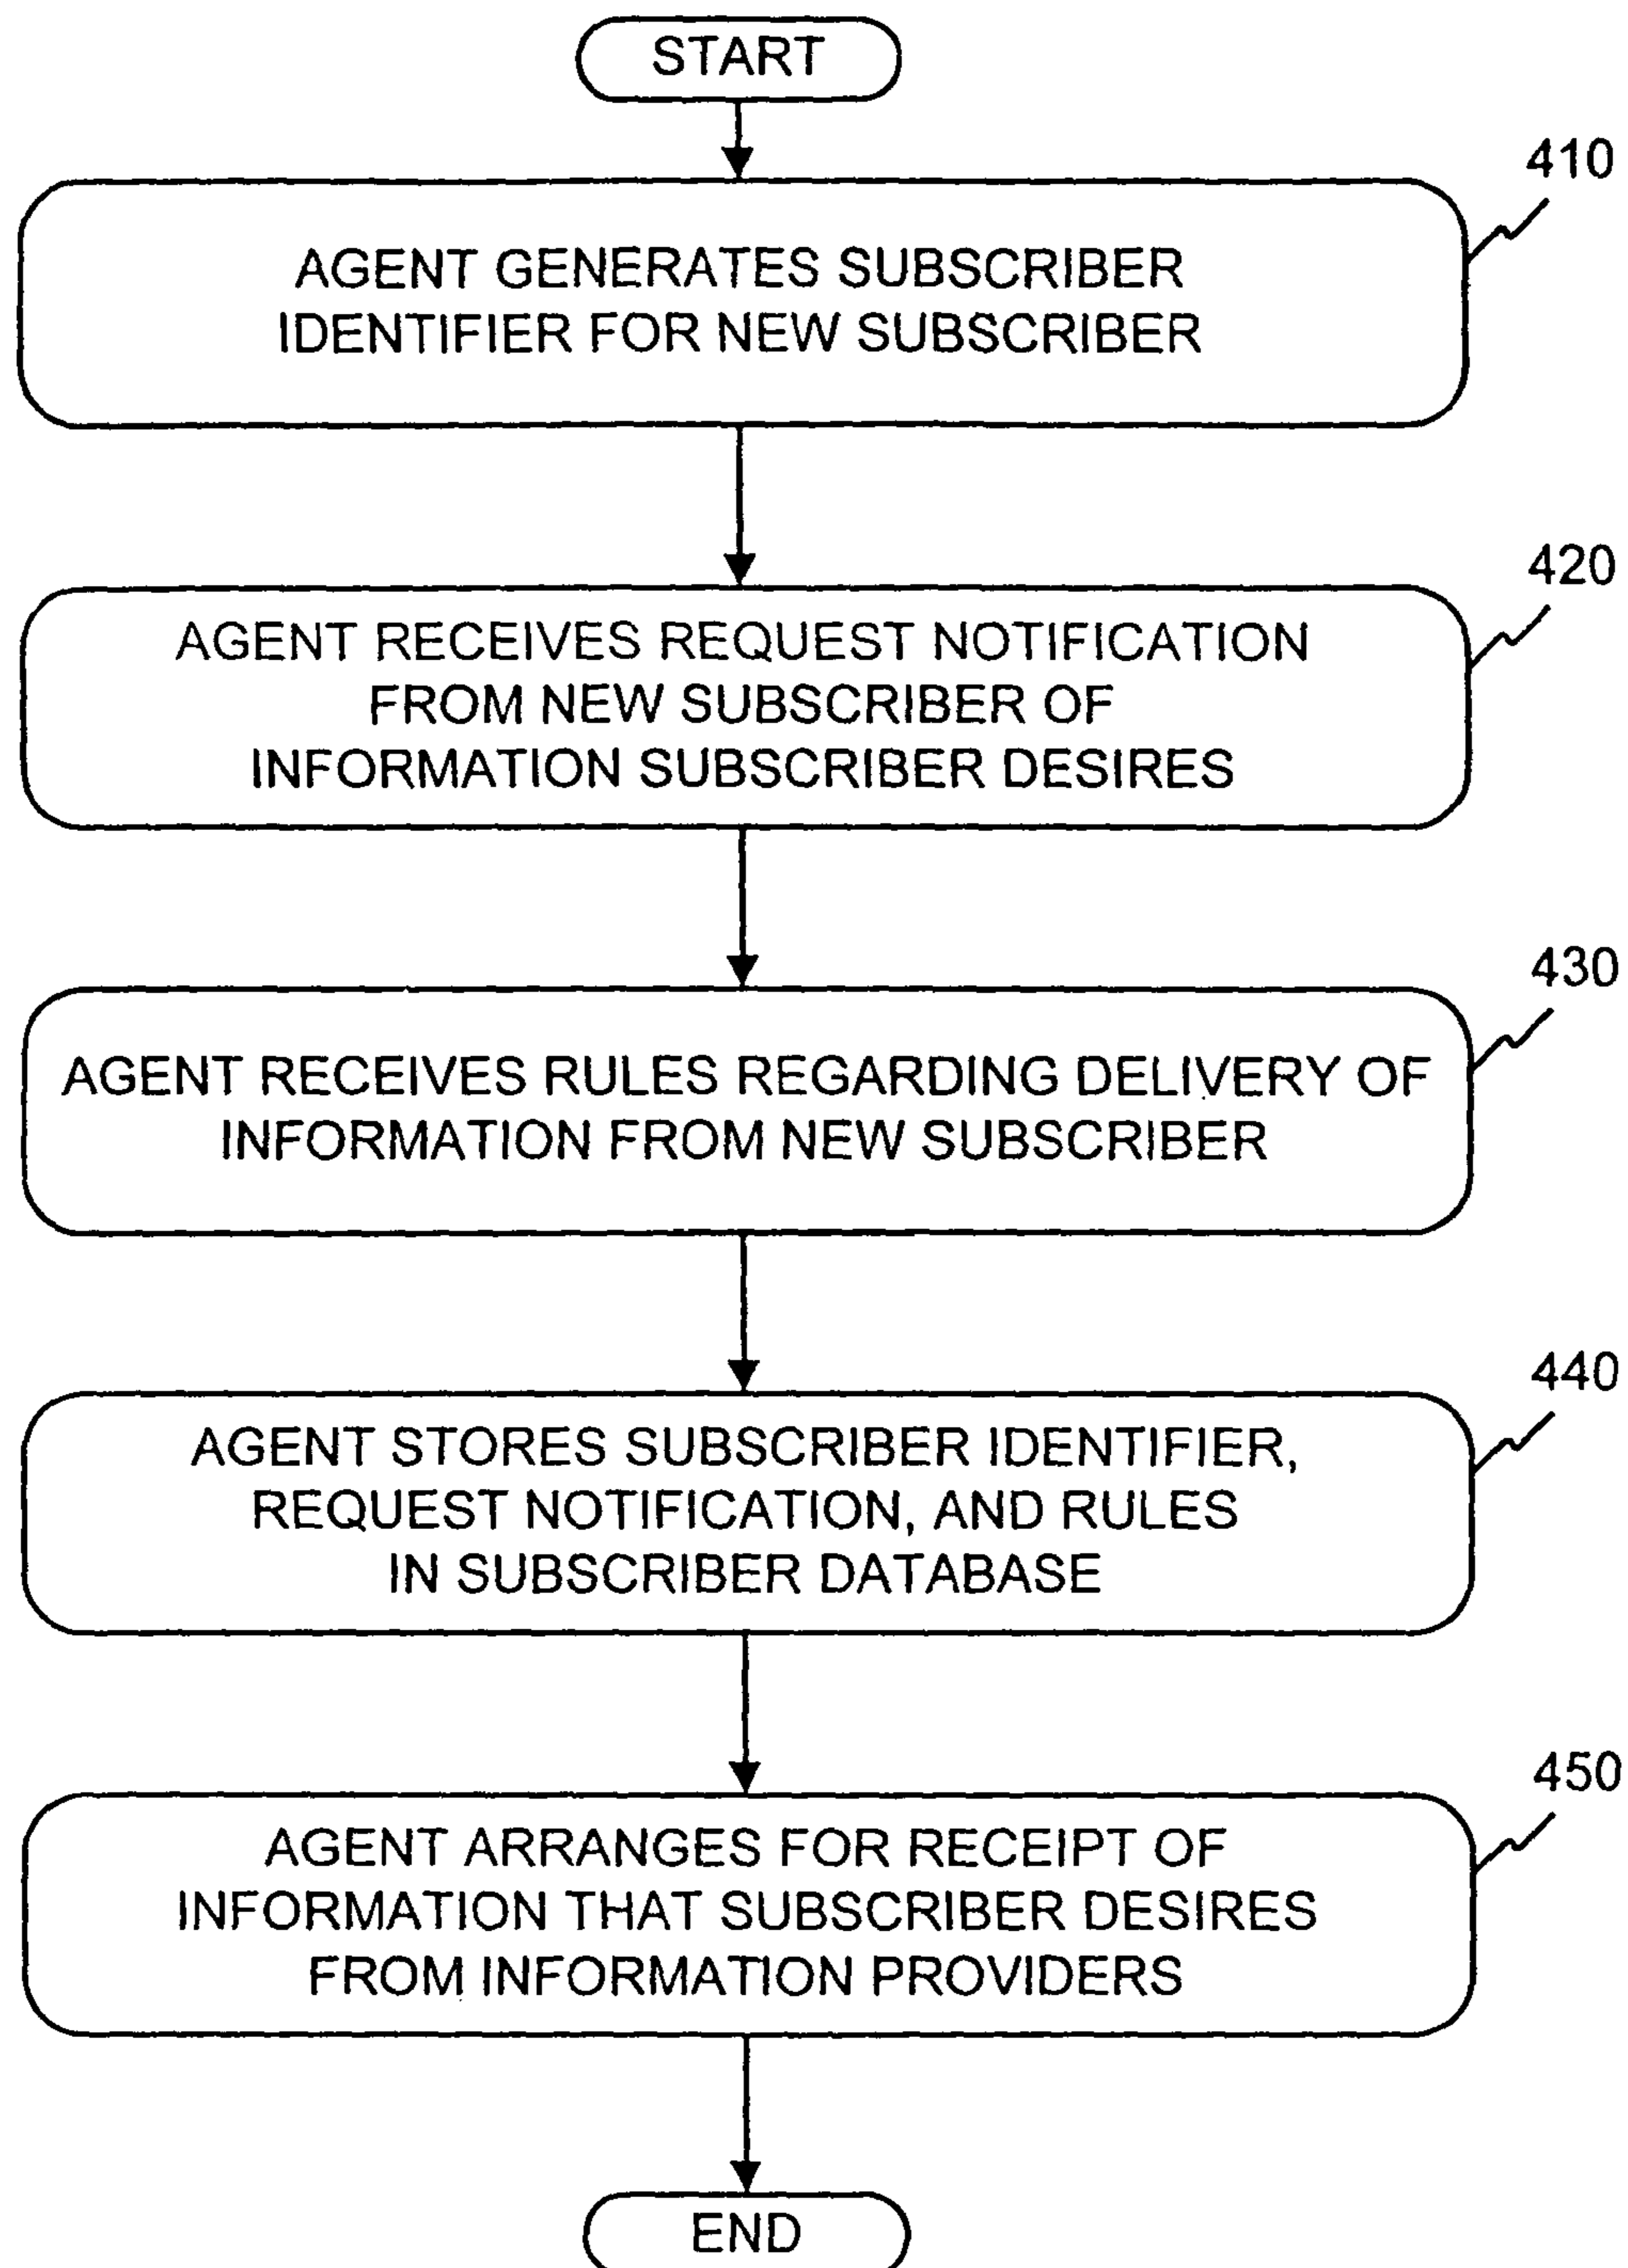 START
410
AGENT GENERATES SUBSCRIBER
IDENTIFIER FOR NEW SUBSCRIBER
420
AGENT RECEIVES REQUEST NOTIFICATION
FROM NEW SUBSCRIBER OF
INFORMATION SUBSCRIBER DESIRES
430
AGENT RECEIVES RULES REGARDING DELIVERY OF
INFORMATION FROM NEW SUBSCRIBER
440
AGENT STORES SUBSCRIBER IDENTIFIER,
REQUEST NOTIFICATION, AND RULES
IN SUBSCRIBER DATABASE
450
AGENT ARRANGES FOR RECEIPT OF
INFORMATION THAT SUBSCRIBER DESIRES
FROM INFORMATION PROVIDERS
END